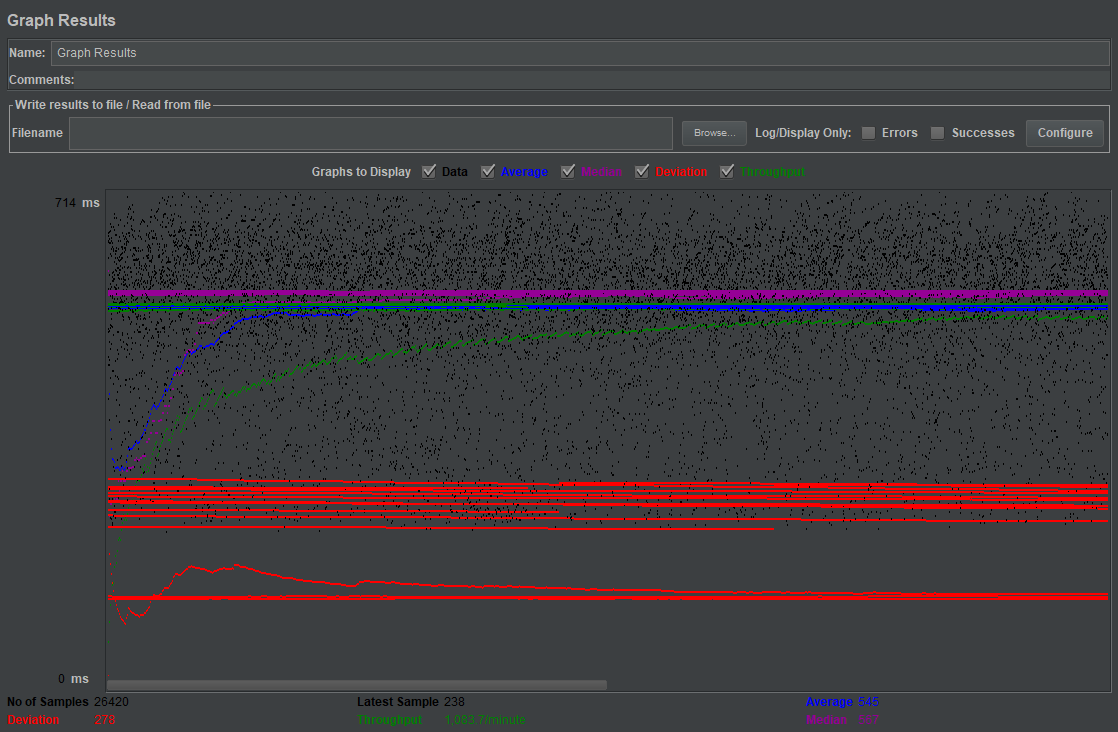 Graph Results
Name: Graph Results
Comments:
Write results to file / Read from file
Filename Browse... Log/Display Only: Errors Successes Configure
Graphs to Display Data Average Median Deviation Throughput
714 ms
0 ms
No of Samples 26420 Latest Sample 238 Average 545
Deviation 278 Throughput 1,083.7/minute Median